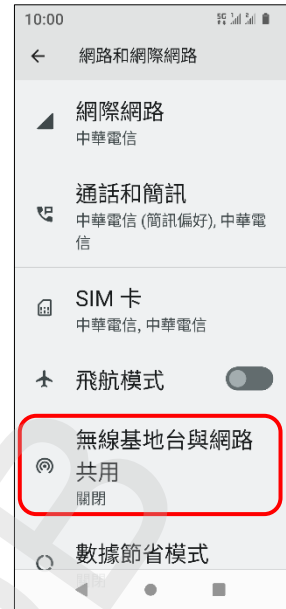 10:00
網路和網際網路
網際網路
中華電信
通話和簡訊
中華電信 (簡訊偏好), 中華電
信
SIM 卡
中華電信, 中華電信
飛航模式
無線基地台與網路
共用
關閉
數據節省模式